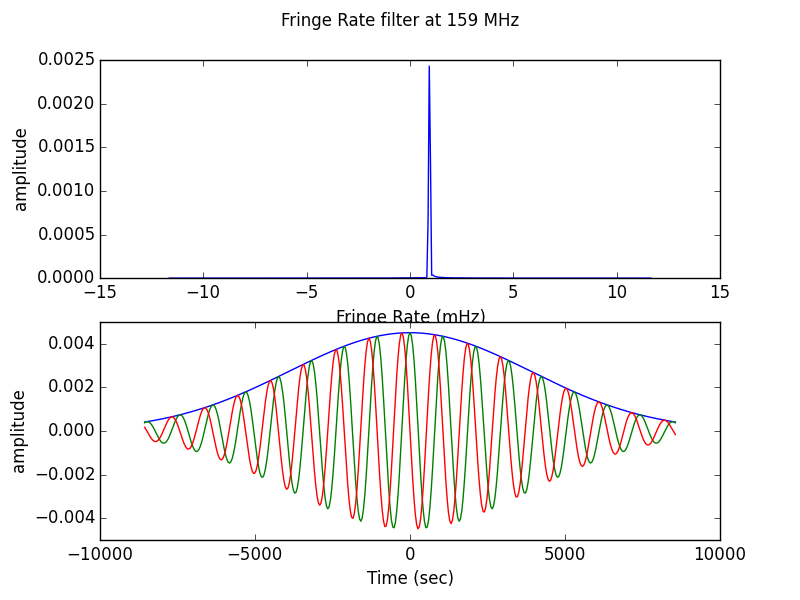 Fringe Rate filter at 159 MHz
0.0025
0.0020
0.0015
0.0010
0.0005
0.0000
amplitude
−15 −10 −5 0 5 10 15
Fringe Rate (mHz)
0.004
0.002
0.000
−0.002
−0.004
amplitude
−10000 −5000 0 5000 10000
Time (sec)